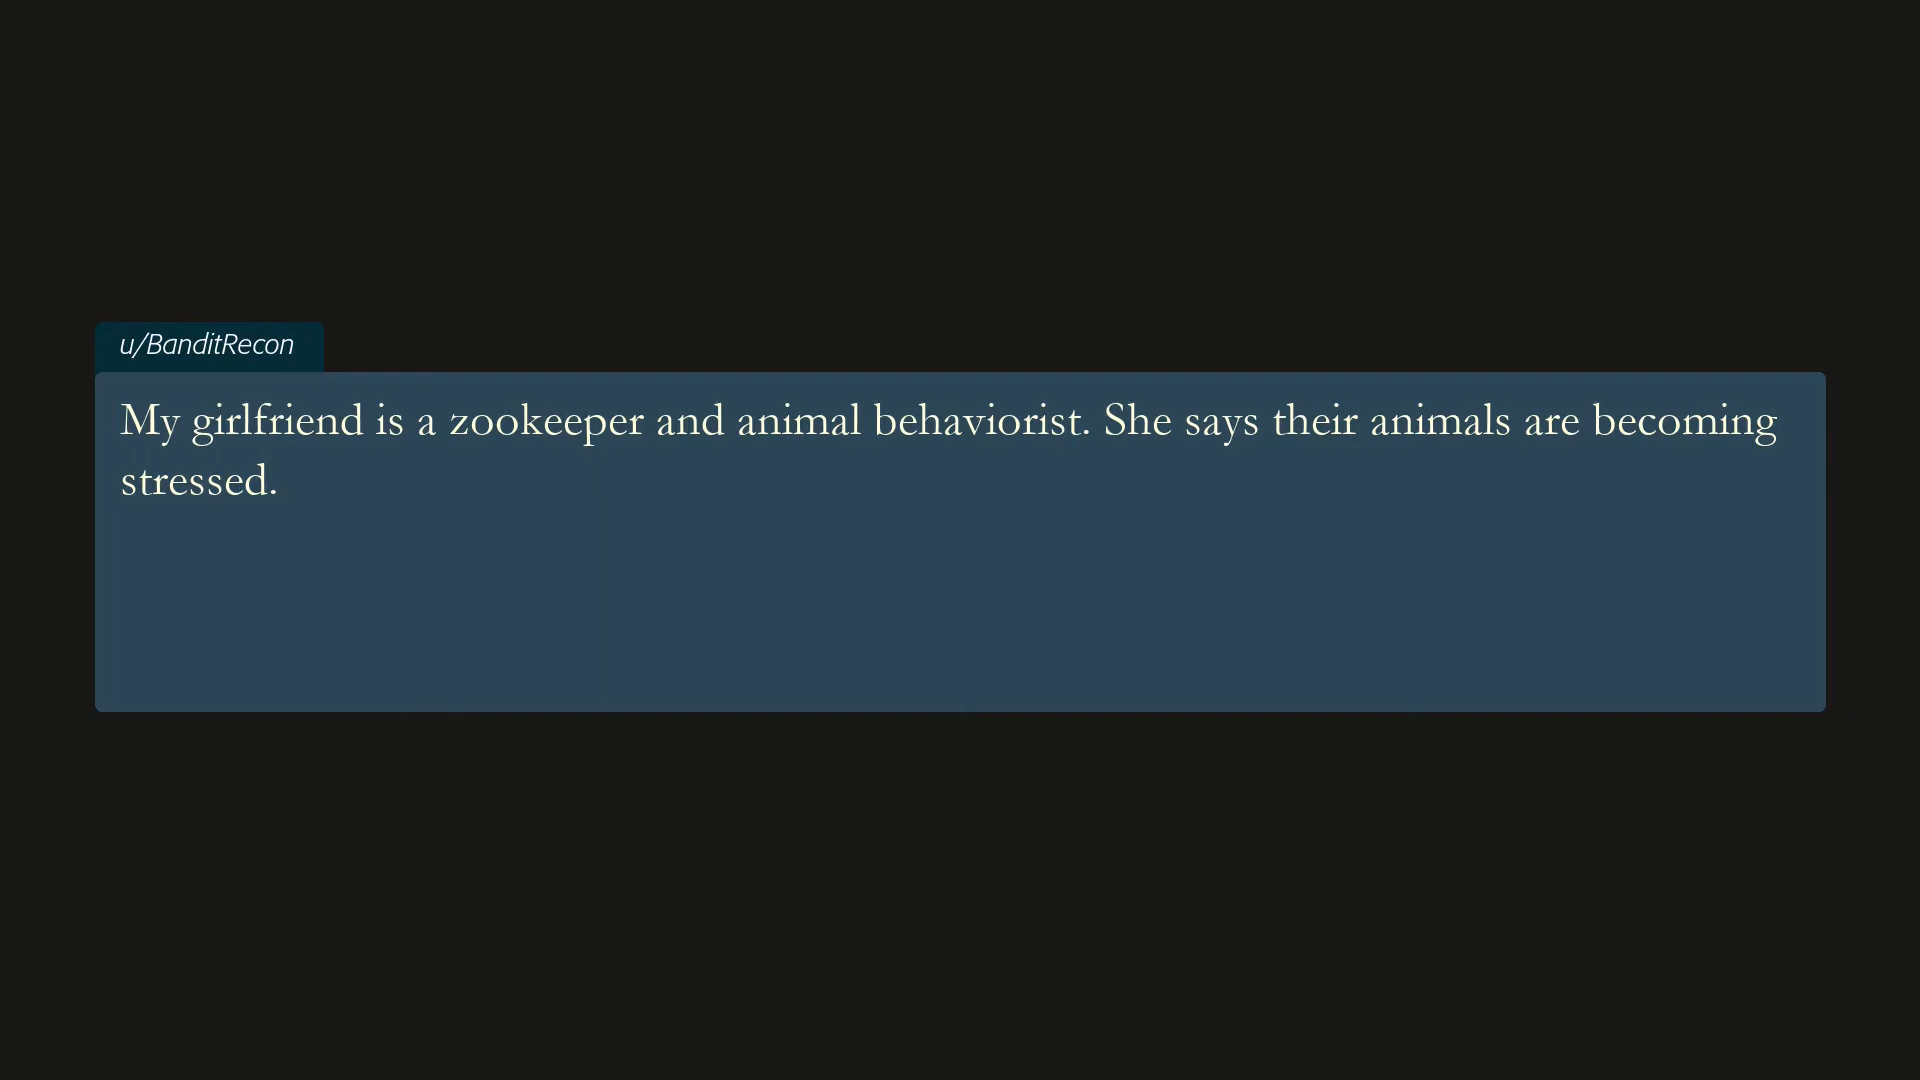 u/BanditRecon
My girlfriend is a zookeeper and animal behaviorist. She says their animals are becoming
stressed.